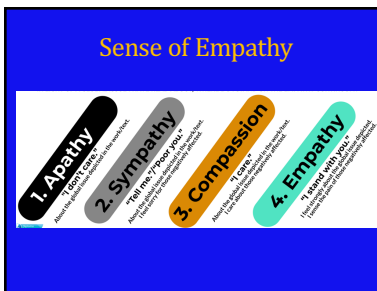 Sense of Empathy
1. Apathy
"I don't care."
About the global issue depicted in the work/text.
2. Sympathy
"Tell me."/"Poor you."
About the global issue depicted in the work/text.
I feel sorry for those negatively affected.
3. Compassion
"I care."
About the global issue depicted in the work/text.
I care about those negatively affected.
4. Empathy
"I stand with you."
I feel strongly about the global issue depicted.
I sense the pain of those negatively affected.